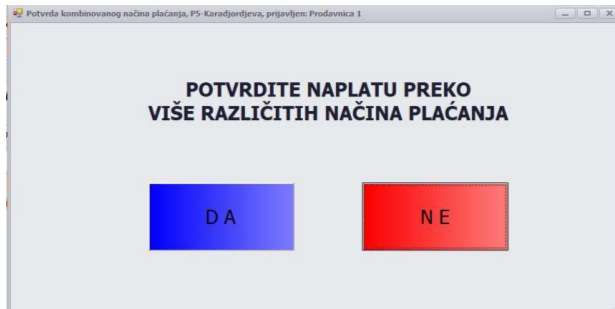 Potvrda kombinovanog načina plaćanja, P5-Karadjordjeva, prijavljen: Prodavnica 1
POTVRDITE NAPLATU PREKO
VIŠE RAZLIČITIH NAČINA PLAĆANJA
D A
N E